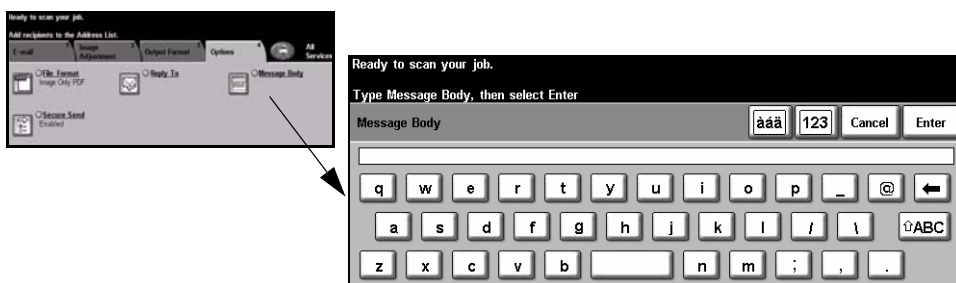 Ready to scan your job.
Add recipients to the Address List.
E-mail
Image Adjustment
Output Format
Options
All Services
File Format
Image Only PDF
Reply To
Message Body
Secure Send
Enabled
Ready to scan your job.
Type Message Body, then select Enter
Message Body
àáä 123 Cancel Enter
q w e r t y u i o p _ @ ←
a s d f g h j k l / \ ⇧ABC
z x c v b n m ; , .